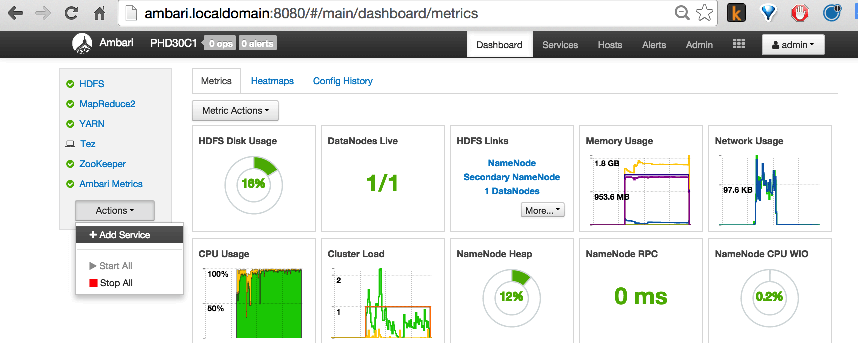 ambari.localdomain:8080/#/main/dashboard/metrics
Ambari PHD30C1 0 ops 0 alerts Dashboard Services Hosts Alerts Admin admin
HDFS
MapReduce2
YARN
Tez
ZooKeeper
Ambari Metrics
Actions
+ Add Service
Start All
Stop All
Metrics Heatmaps Config History
Metric Actions
HDFS Disk Usage
16%
DataNodes Live
1/1
HDFS Links
NameNode
Secondary NameNode
1 DataNodes
More...
Memory Usage
1.8 GB
953.6 MB
Network Usage
97.6 KB
CPU Usage
100%
50%
Cluster Load
2
1
NameNode Heap
12%
NameNode RPC
0 ms
NameNode CPU WIO
0.2%